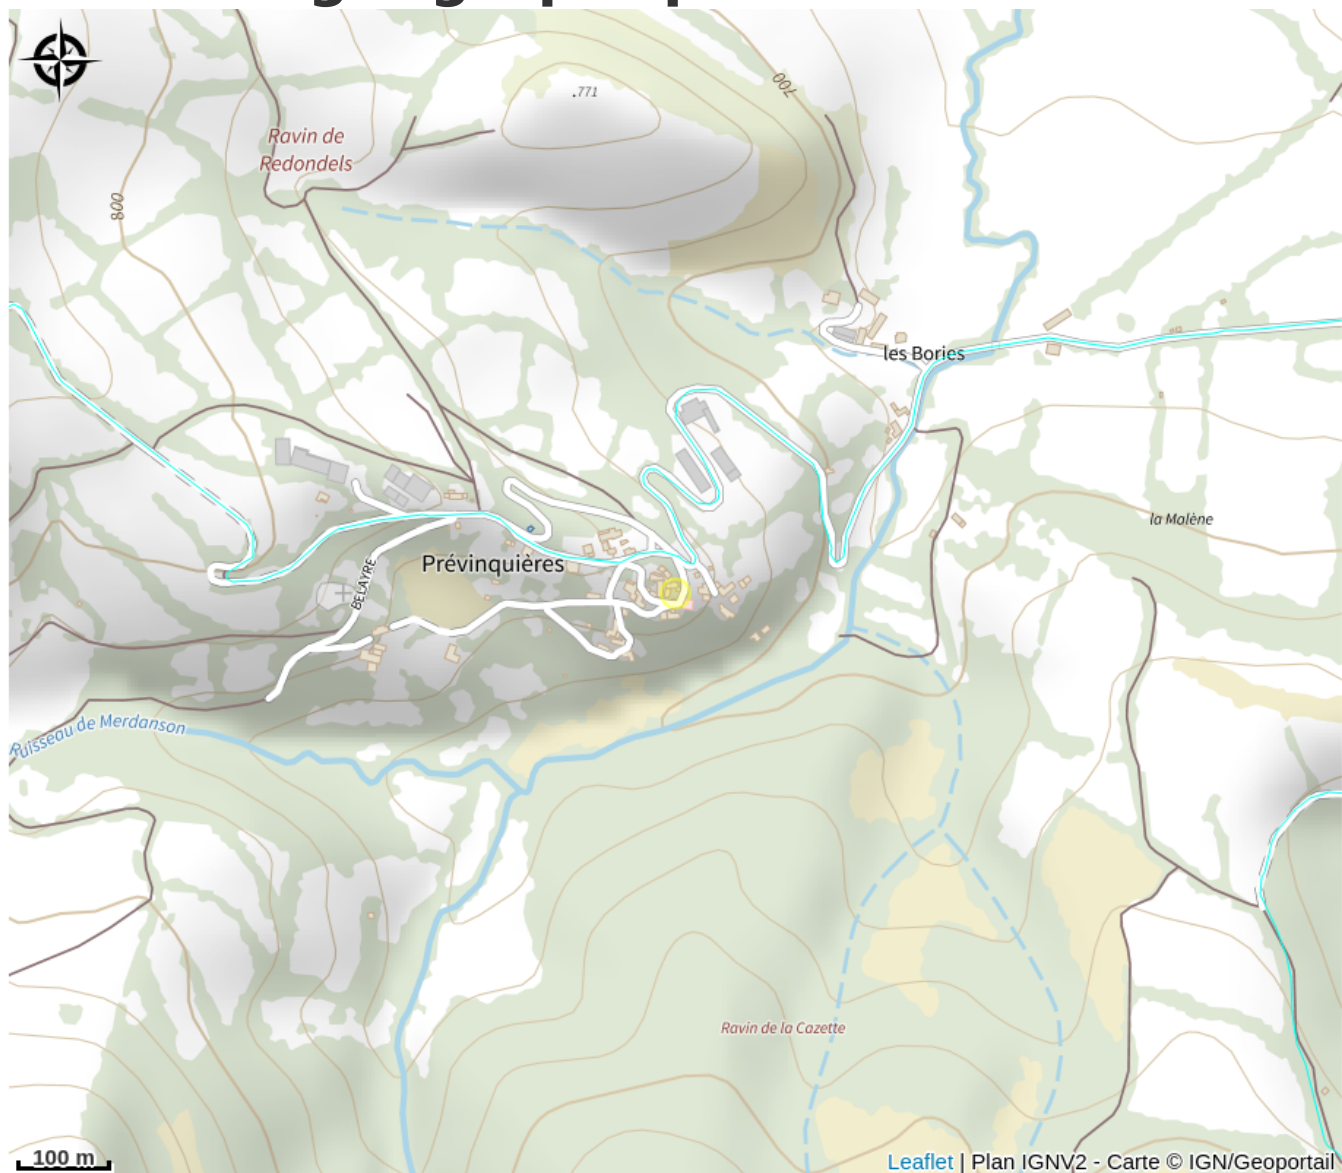 .771
700
Ravin de
Redondels
800
les Bories
la Malène
Prévinquières
BELAYRE
Ruisseau de Merdanson
Ravin de la Cazette
100 m
Leaflet | Plan IGNV2 - Carte © IGN/Geoportail